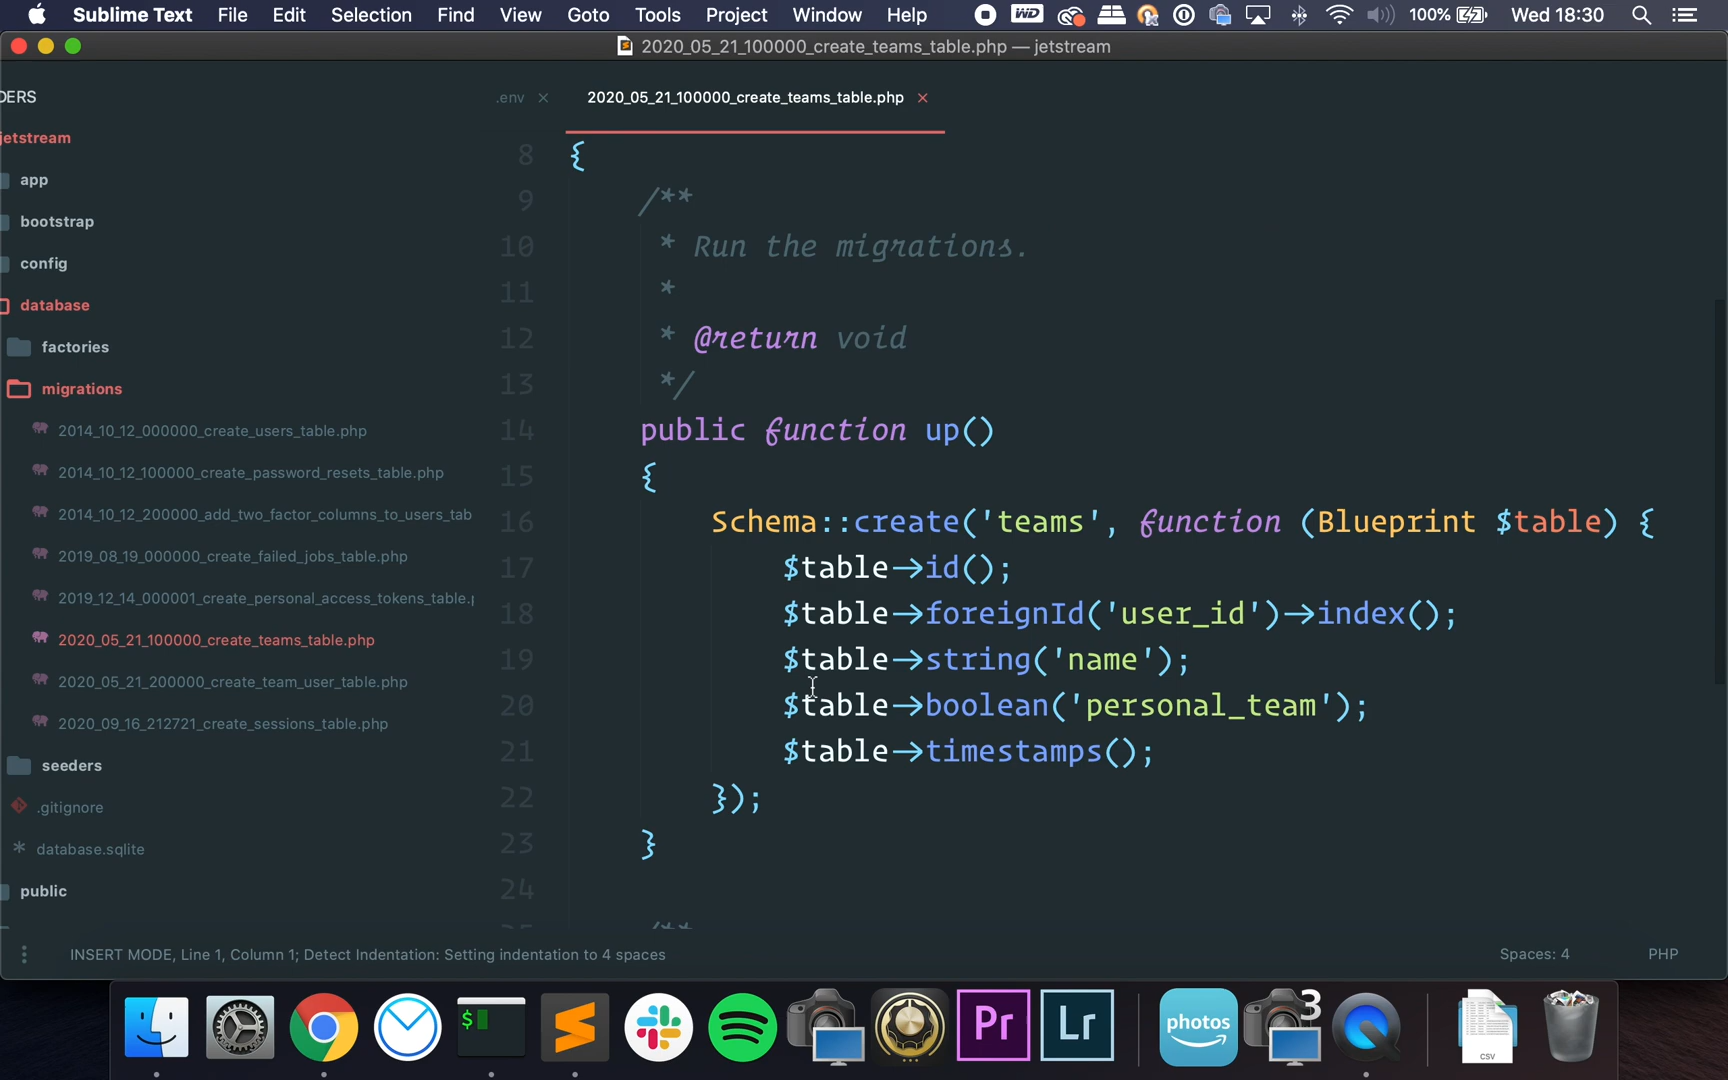 Sublime Text File Edit Selection Find View Goto Tools Project Window Help WD 100% Wed 18:30
2020_05_21_100000_create_teams_table.php — jetstream
DERS
.env × 2020_05_21_100000_create_teams_table.php ×
jetstream
app
bootstrap
config
database
factories
migrations
2014_10_12_000000_create_users_table.php
2014_10_12_100000_create_password_resets_table.php
2014_10_12_200000_add_two_factor_columns_to_users_tab
2019_08_19_000000_create_failed_jobs_table.php
2019_12_14_000001_create_personal_access_tokens_table.p
2020_05_21_100000_create_teams_table.php
2020_05_21_200000_create_team_user_table.php
2020_09_16_212721_create_sessions_table.php
seeders
.gitignore
* database.sqlite
public
8 {
9 /**
10 * Run the migrations.
11 *
12 * @return void
13 */
14 public function up()
15 {
16 Schema::create('teams', function (Blueprint $table) {
17 $table->id();
18 $table->foreignId('user_id')->index();
19 $table->string('name');
20 $table->boolean('personal_team');
21 $table->timestamps();
22 });
23 }
24
25 /**
INSERT MODE, Line 1, Column 1; Detect Indentation: Setting indentation to 4 spaces Spaces: 4 PHP
$ Pr Lr photos 3 CSV